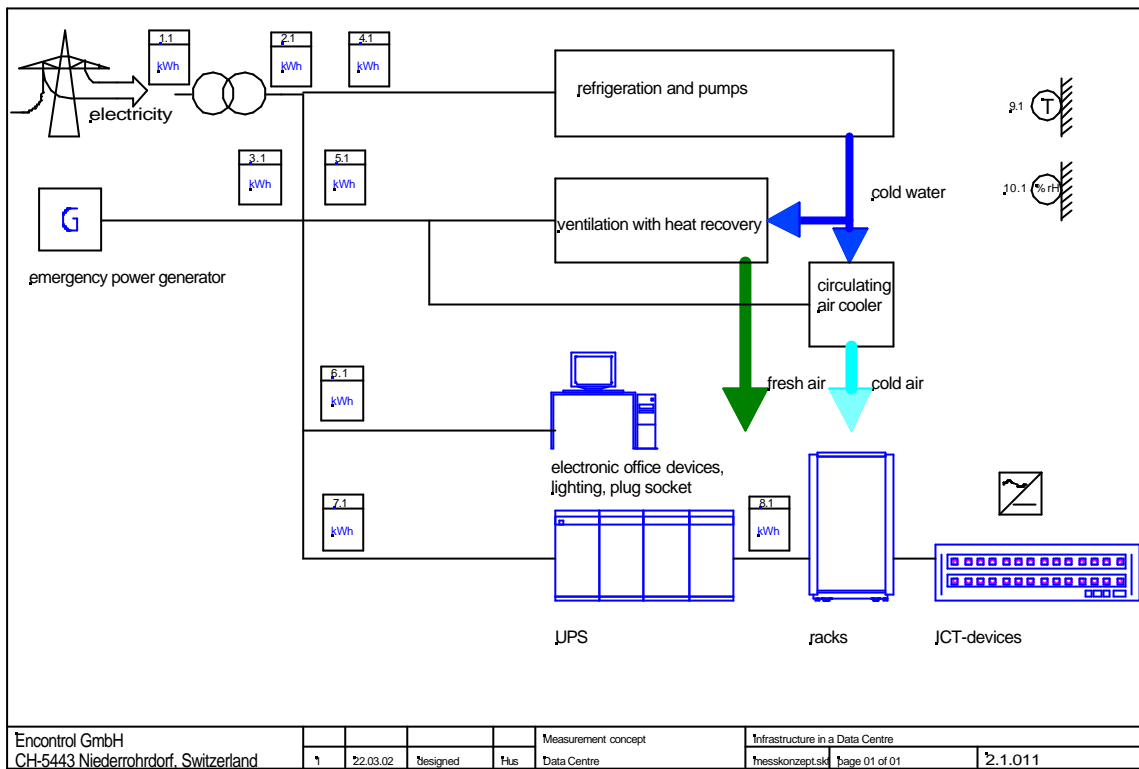 1.1
kWh
2.1
kWh
4.1
kWh
electricity
refrigeration and pumps
9.1 T
3.1
kWh
5.1
kWh
10.1 % rH
cold water
G
ventilation with heat recovery
emergency power generator
circulating
air cooler
6.1
kWh
fresh air
cold air
electronic office devices,
lighting, plug socket
7.1
kWh
8.1
kWh
UPS
racks
ICT-devices
Encontrol GmbH
CH-5443 Niederrohrdorf, Switzerland
1
22.03.02
designed
Hus
Measurement concept
Data Centre
Infrastructure in a Data Centre
messkonzept.skf
page 01 of 01
2.1.011